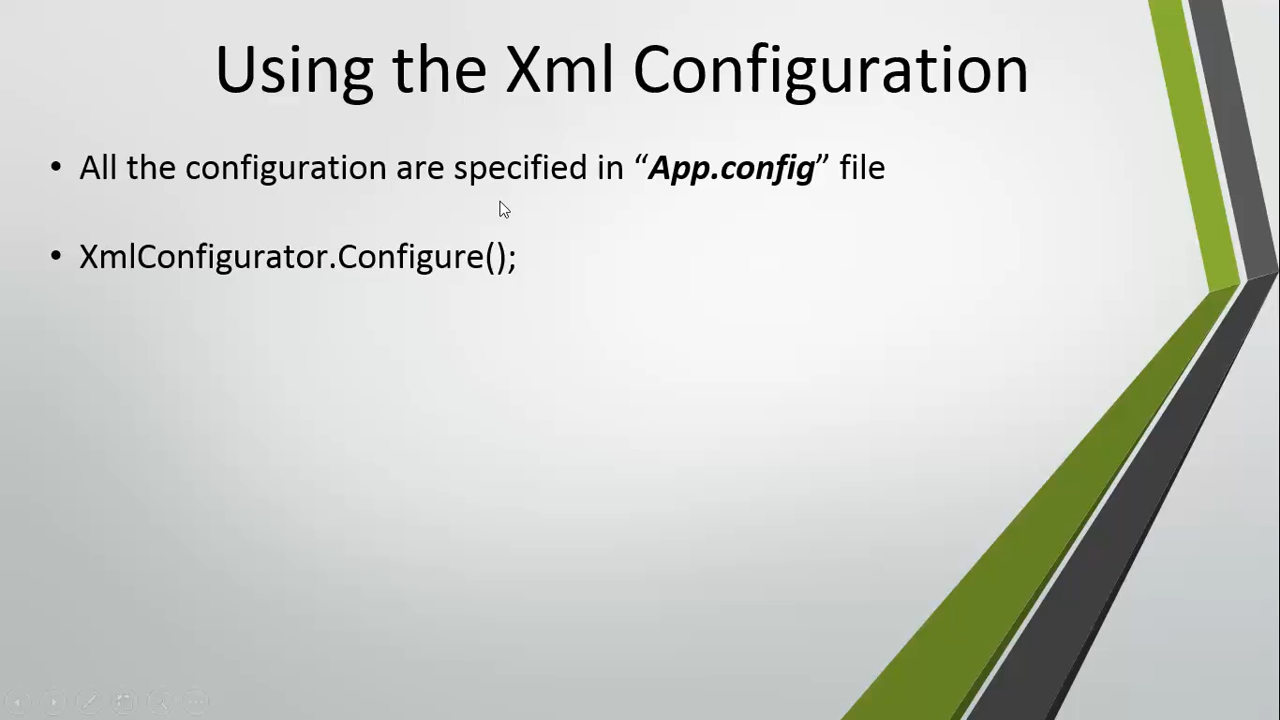 Using the Xml Configuration
• All the configuration are specified in “App.config” file
• XmlConfigurator.Configure();